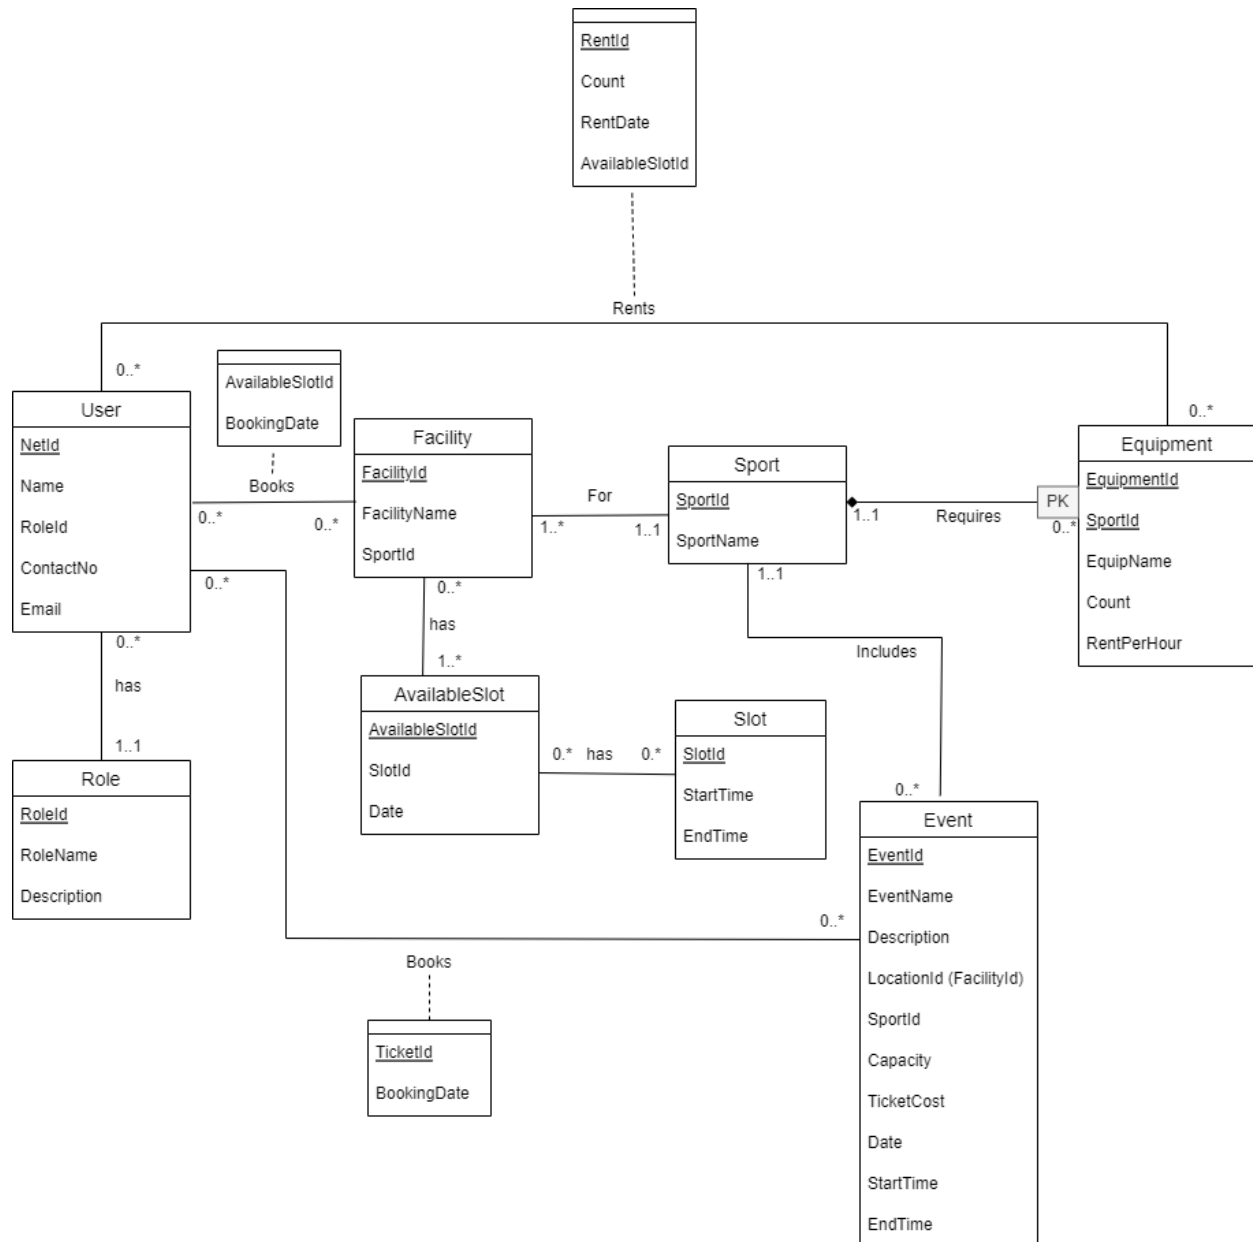 RentId
Count
RentDate
AvailableSlotId
Rents
0..*
0..*
User
NetId
Name
RoleId
ContactNo
Email
AvailableSlotId
BookingDate
Books
0..*
0..*
Facility
FacilityId
FacilityName
SportId
For
1..*
1..1
Sport
SportId
SportName
1..1
Requires
PK
0..*
Equipment
EquipmentId
SportId
EquipName
Count
RentPerHour
0..*
0..*
has
1..1
Role
RoleId
RoleName
Description
0..*
has
1..*
AvailableSlot
AvailableSlotId
SlotId
Date
0.*
has
0.*
Slot
SlotId
StartTime
EndTime
1..1
Includes
0..*
Event
EventId
EventName
Description
LocationId (FacilityId)
SportId
Capacity
TicketCost
Date
StartTime
EndTime
0..*
Books
TicketId
BookingDate